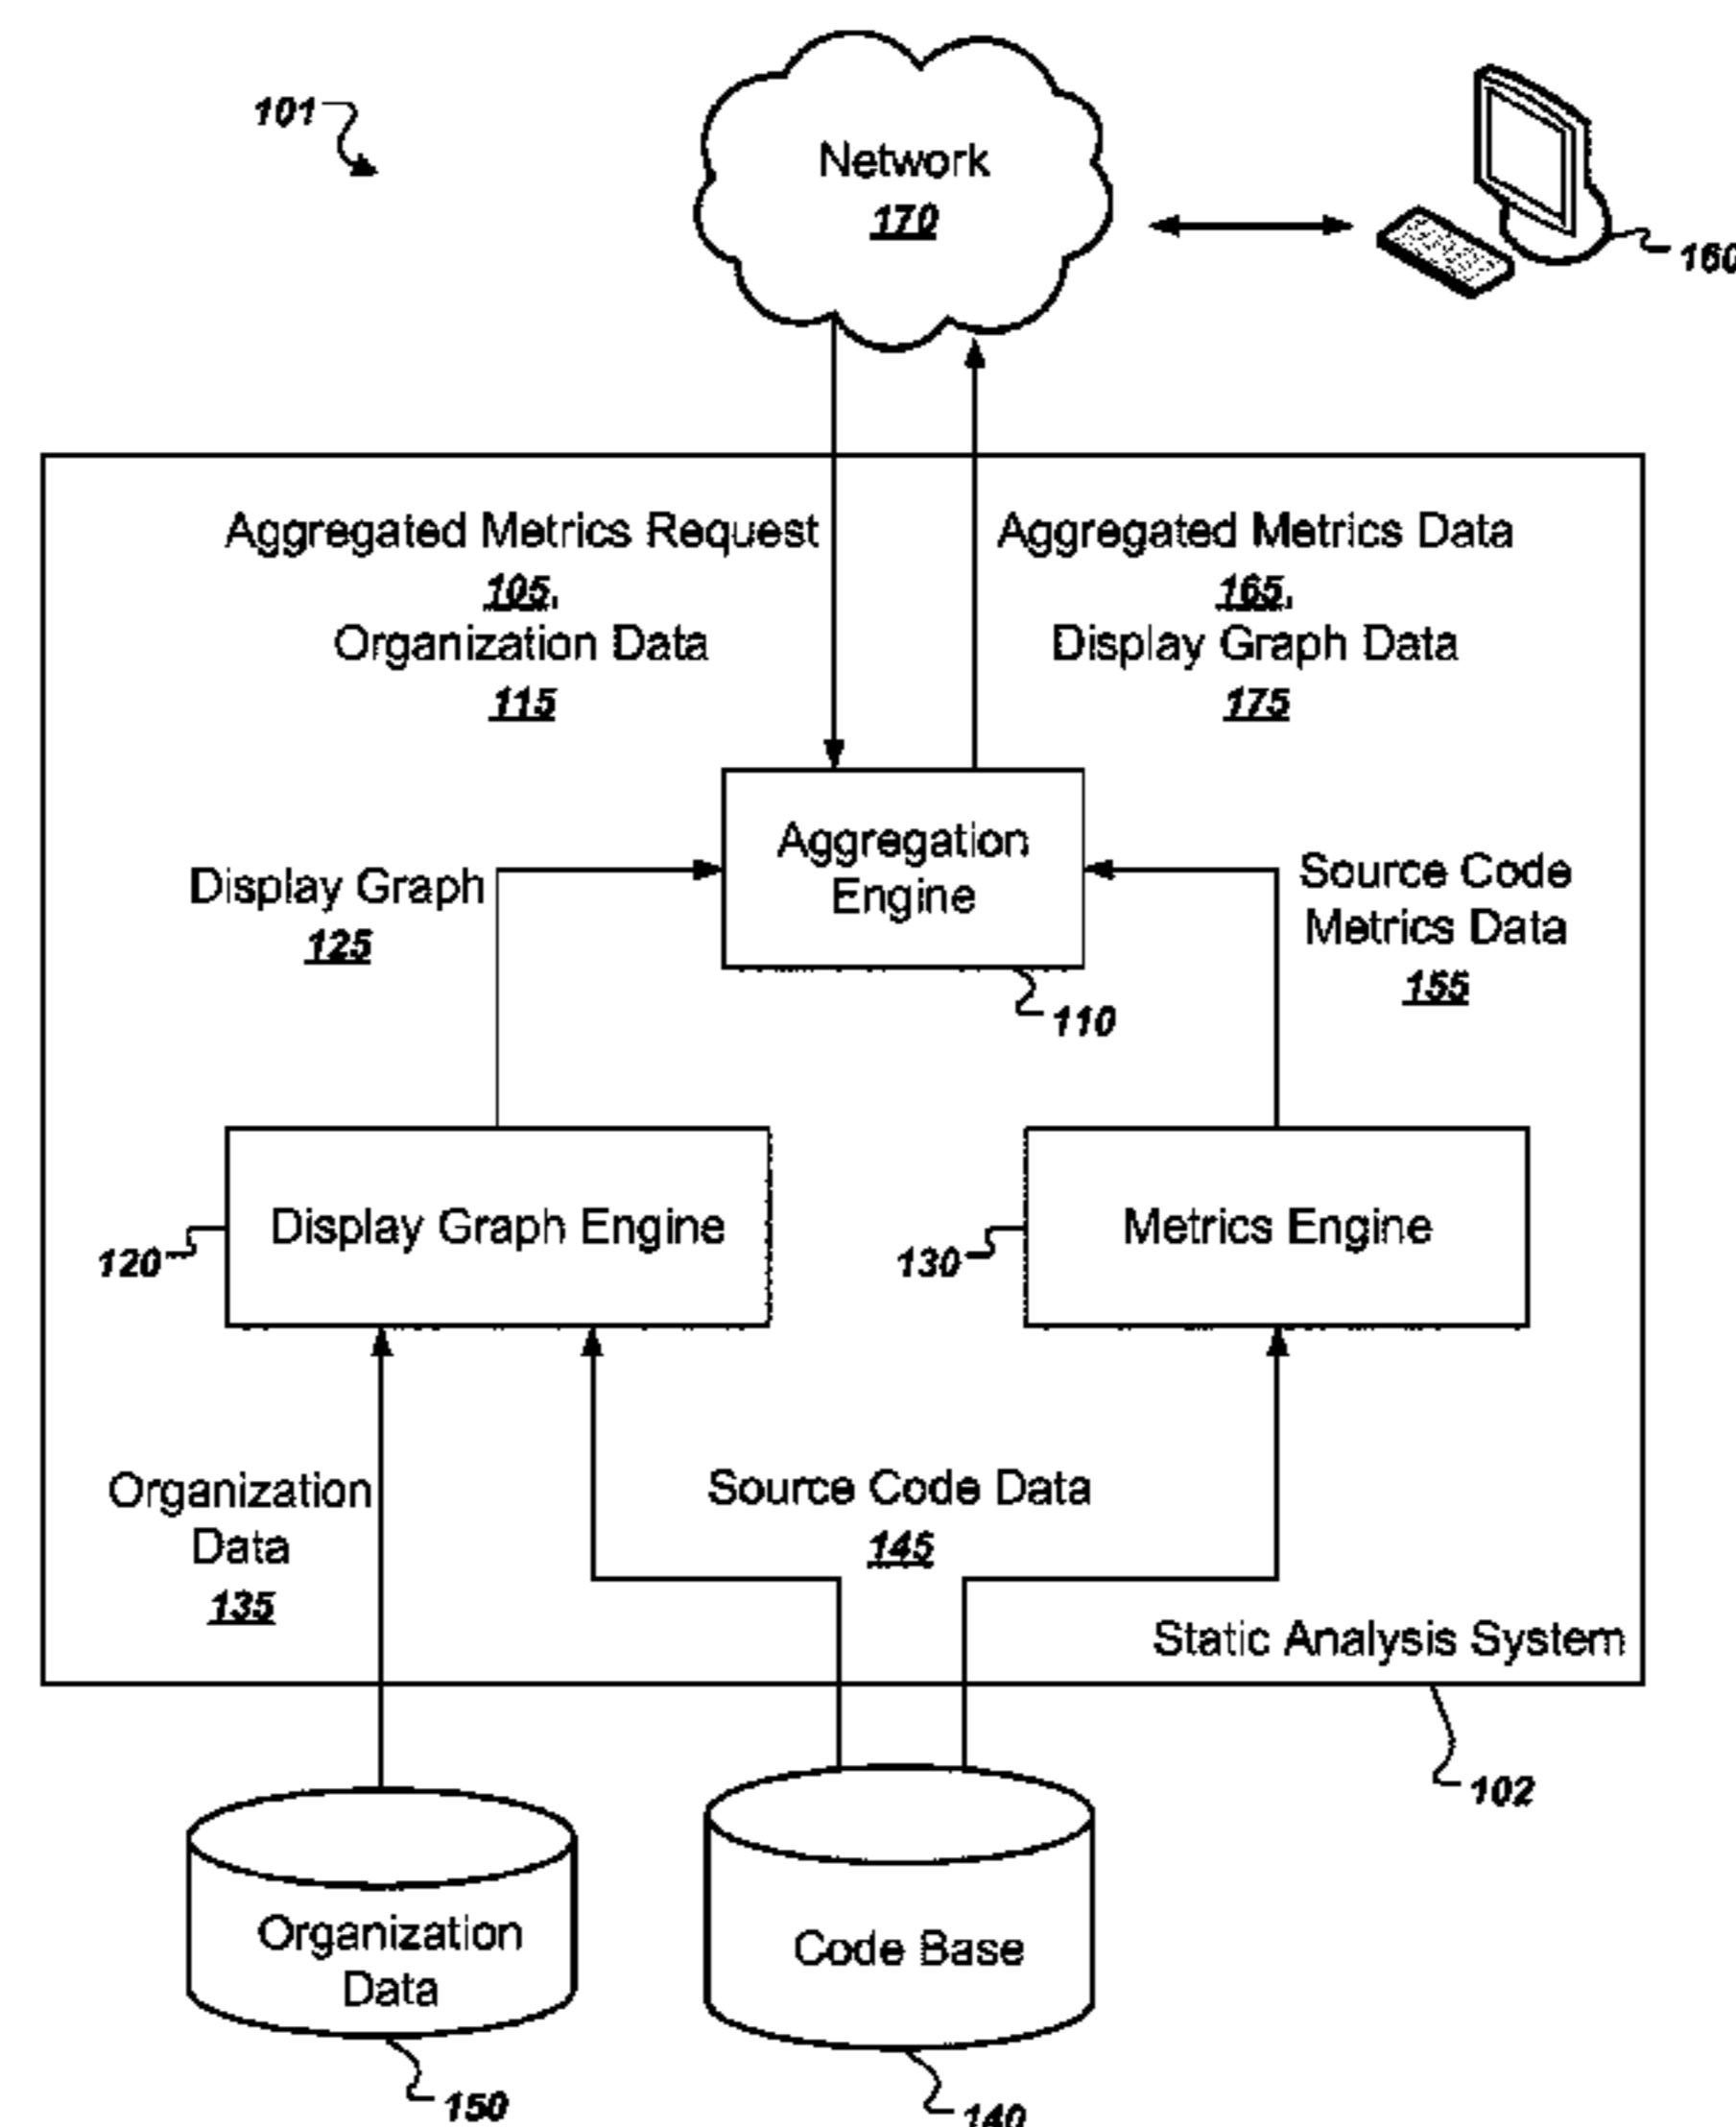 101
Network
170
160
Aggregated Metrics Request
105,
Organization Data
115
Aggregated Metrics Data
165,
Display Graph Data
175
Aggregation
Engine
110
Display Graph
125
Source Code
Metrics Data
155
Display Graph Engine
120
Metrics Engine
130
Organization
Data
135
Source Code Data
145
Static Analysis System
102
Organization
Data
150
Code Base
140